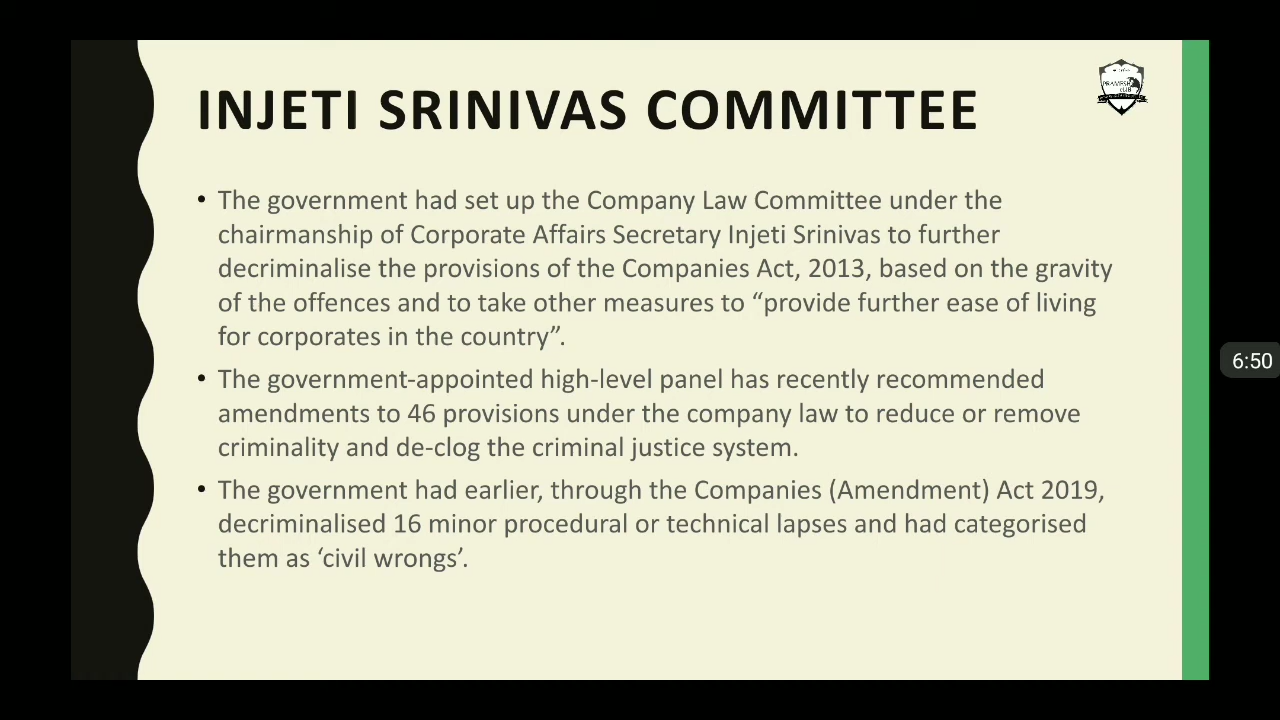 INJETI SRINIVAS COMMITTEE
• The government had set up the Company Law Committee under the
chairmanship of Corporate Affairs Secretary Injeti Srinivas to further
decriminalise the provisions of the Companies Act, 2013, based on the gravity
of the offences and to take other measures to “provide further ease of living
for corporates in the country”.
• The government-appointed high-level panel has recently recommended
amendments to 46 provisions under the company law to reduce or remove
criminality and de-clog the criminal justice system.
• The government had earlier, through the Companies (Amendment) Act 2019,
decriminalised 16 minor procedural or technical lapses and had categorised
them as ‘civil wrongs’.
6:50